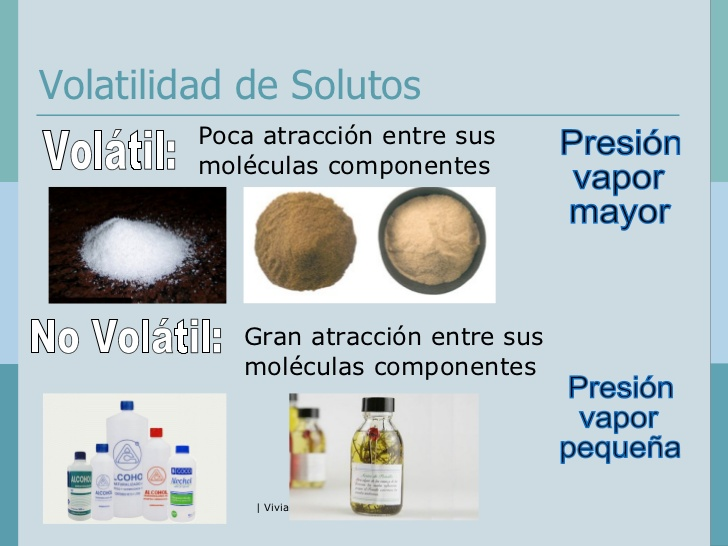 Volatilidad de Solutos
Volátil:
Poca atracción entre sus
moléculas componentes
Presión
vapor
mayor
No Volátil:
Gran atracción entre sus
moléculas componentes
Presión
vapor
pequeña
ALCOHOL
ALCOHOL
ALCOHOL
Alcohol
| Vivia